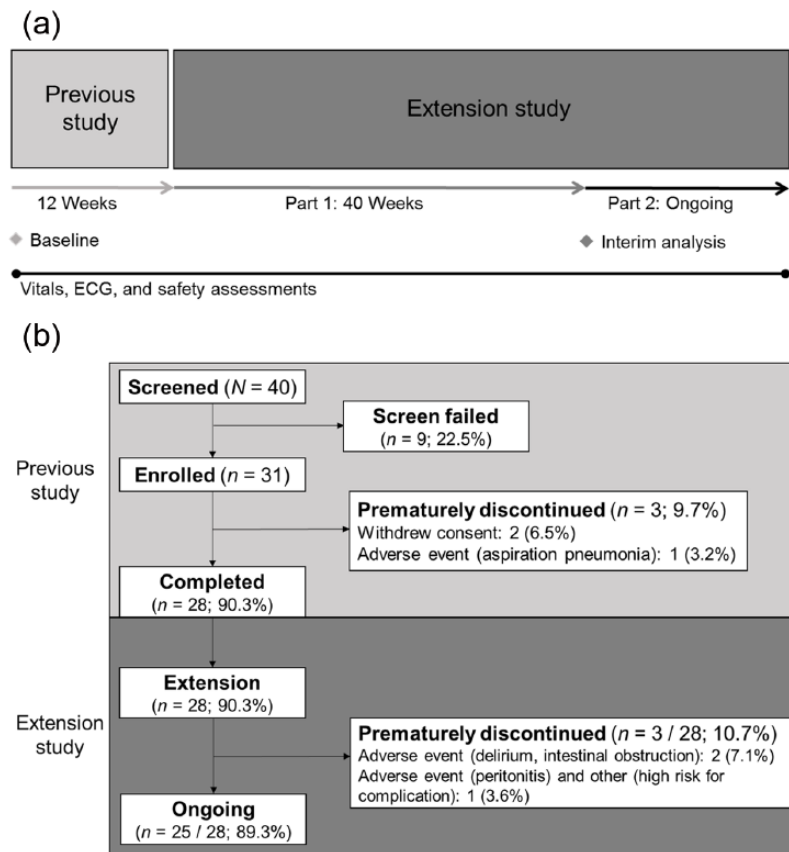 (a)
Previous
study
Extension study
12 Weeks
Part 1: 40 Weeks
Part 2: Ongoing
Baseline
Interim analysis
Vitals, ECG, and safety assessments
(b)
Previous
study
Screened (N = 40)
Screen failed
(n = 9; 22.5%)
Enrolled (n = 31)
Prematurely discontinued (n = 3; 9.7%)
Withdrew consent: 2 (6.5%)
Adverse event (aspiration pneumonia): 1 (3.2%)
Completed
(n = 28; 90.3%)
Extension
study
Extension
(n = 28; 90.3%)
Prematurely discontinued (n = 3 / 28; 10.7%)
Adverse event (delirium, intestinal obstruction): 2 (7.1%)
Adverse event (peritonitis) and other (high risk for
complication): 1 (3.6%)
Ongoing
(n = 25 / 28; 89.3%)